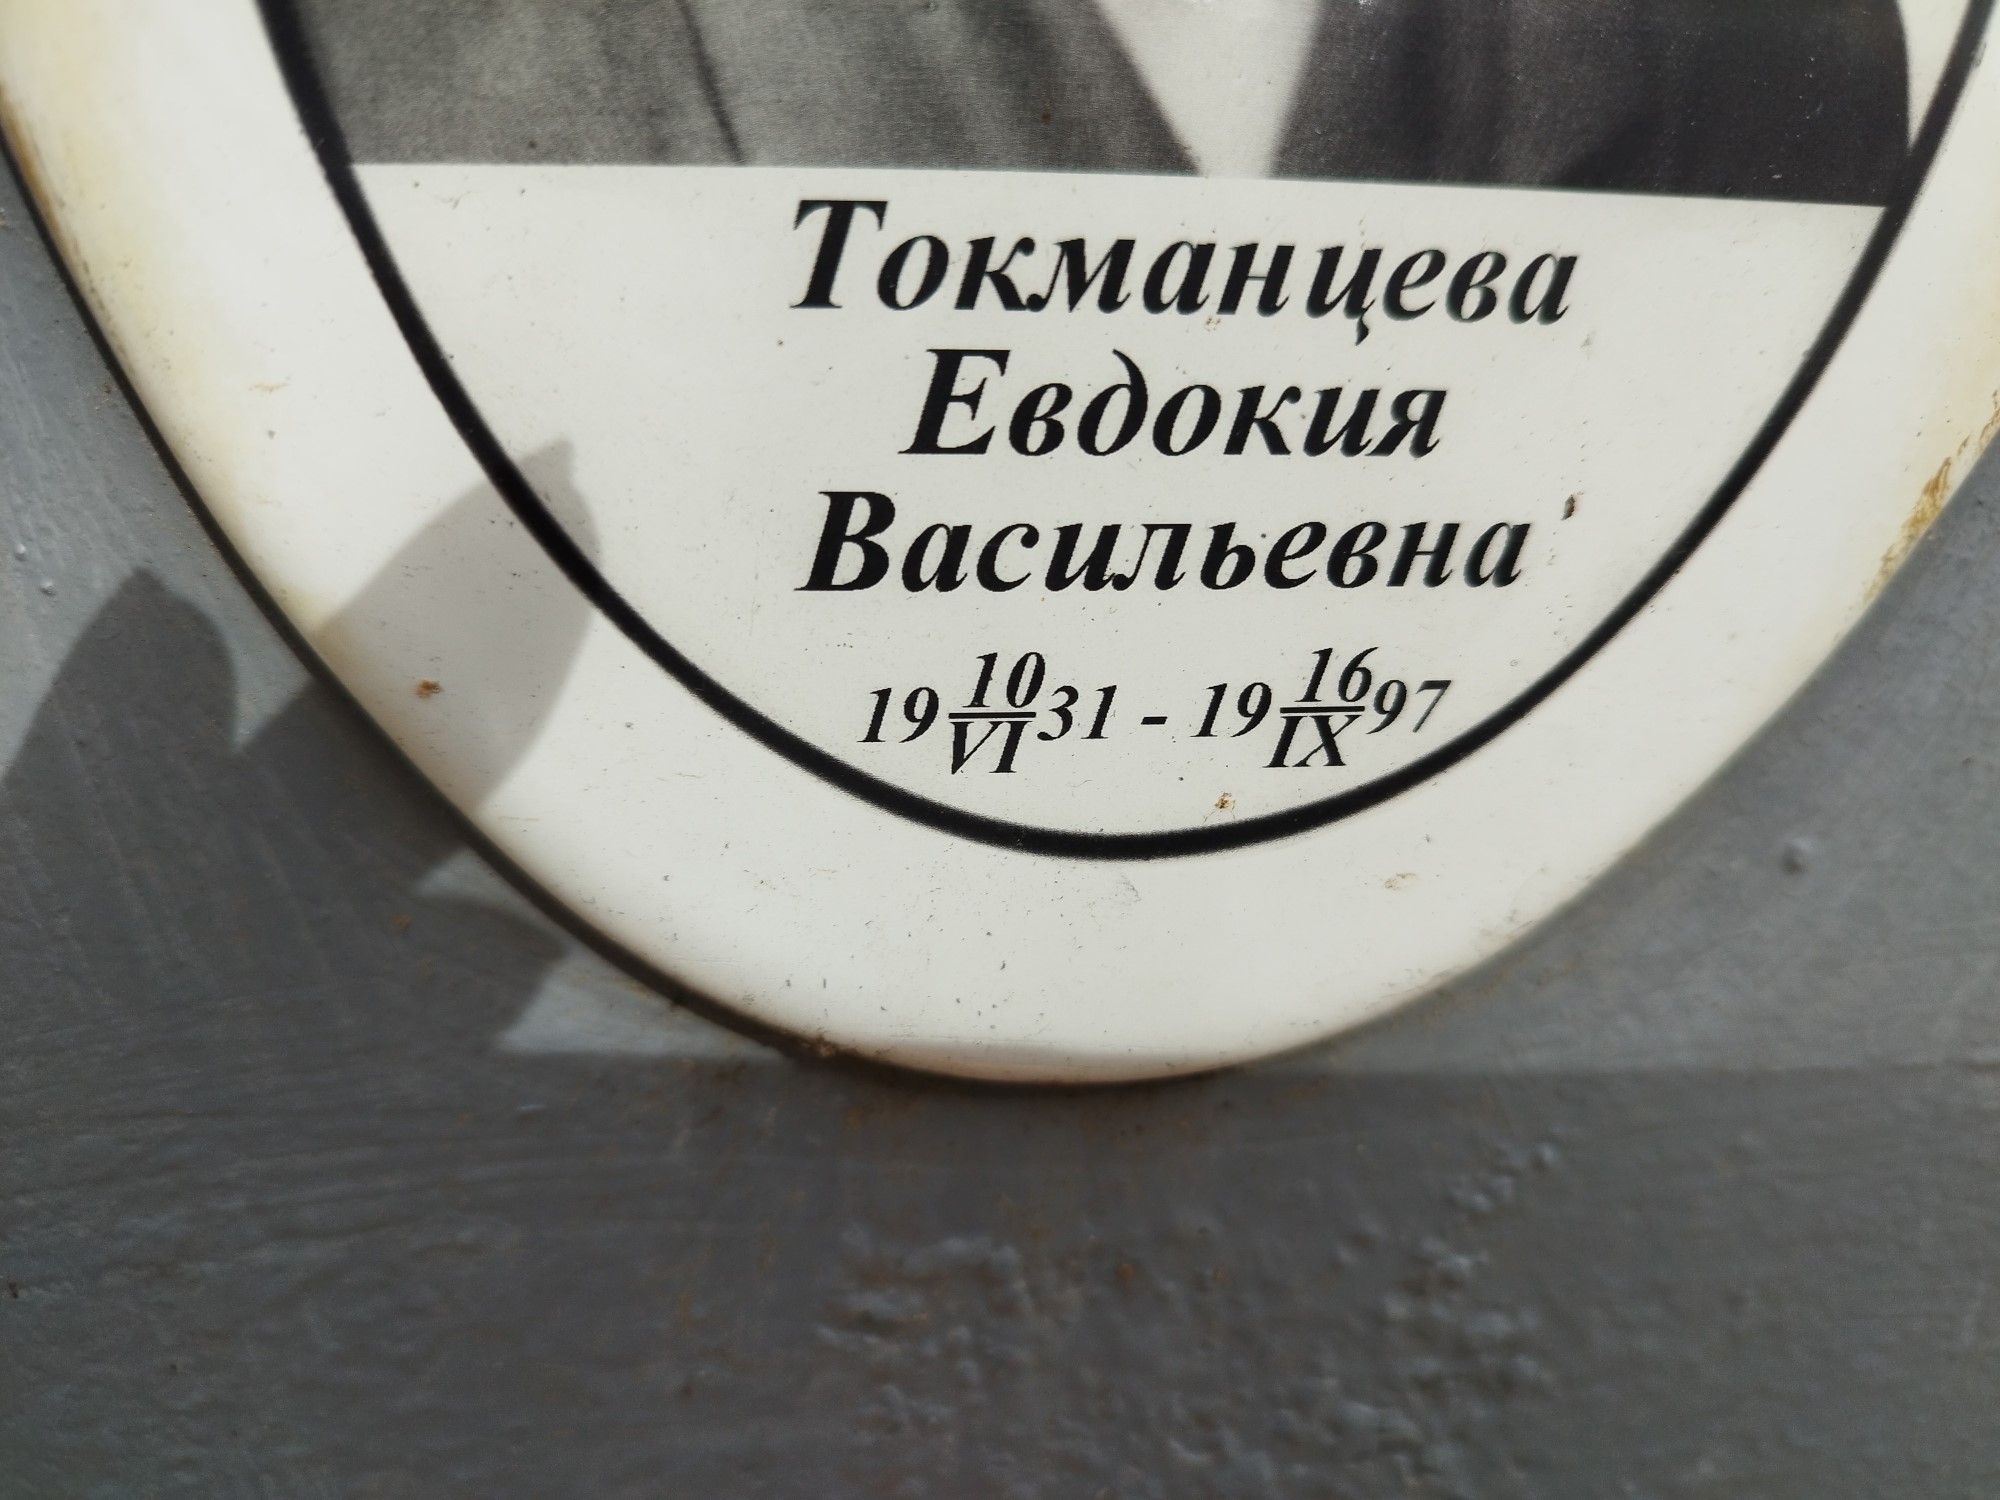 Токманцева
Евдокия
Васильевна
19 10/VI 31 - 19 16/IX 97